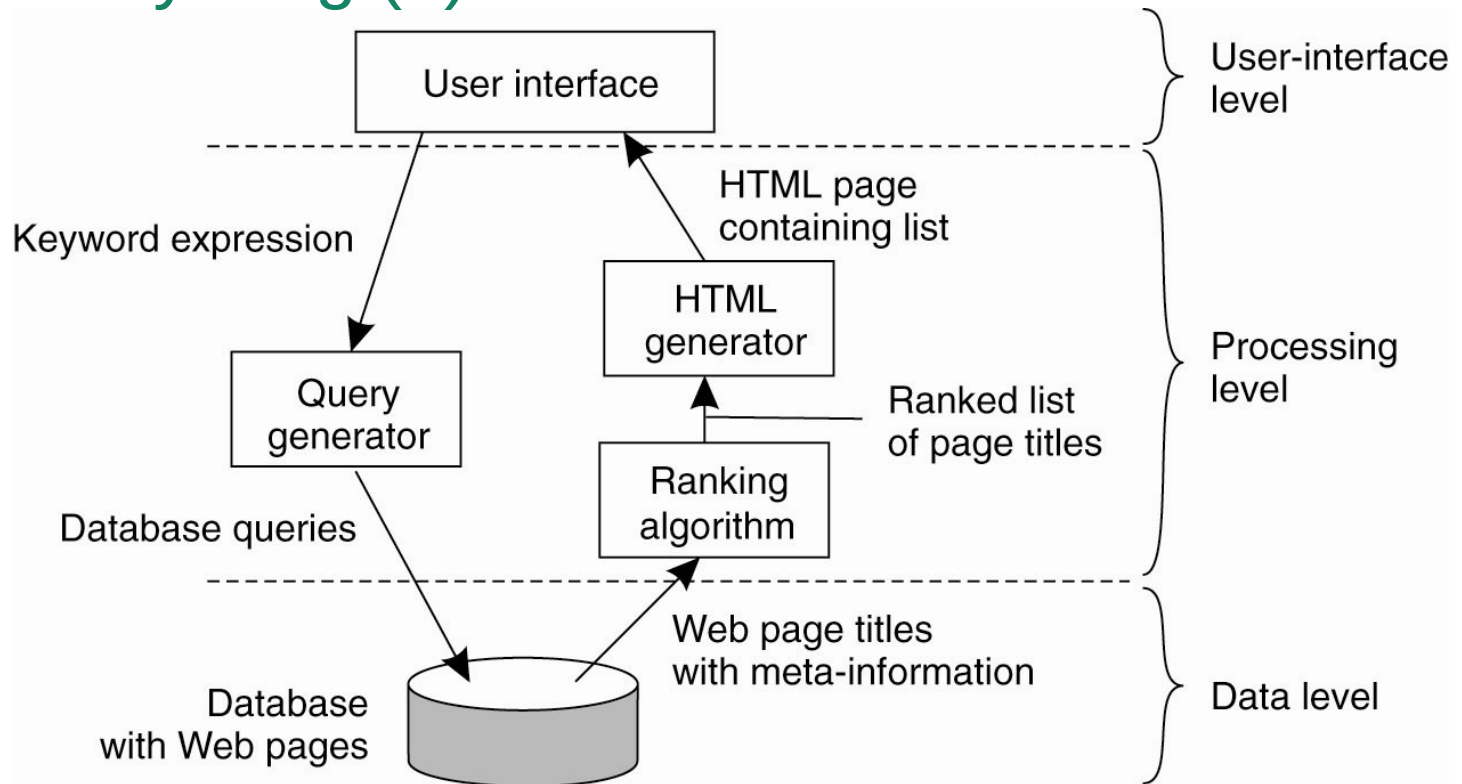 User interface
User-interface
level
HTML page
containing list
Keyword expression
HTML
generator
Processing
level
Query
generator
Ranked list
of page titles
Ranking
algorithm
Database queries
Web page titles
with meta-information
Database
with Web pages
Data level